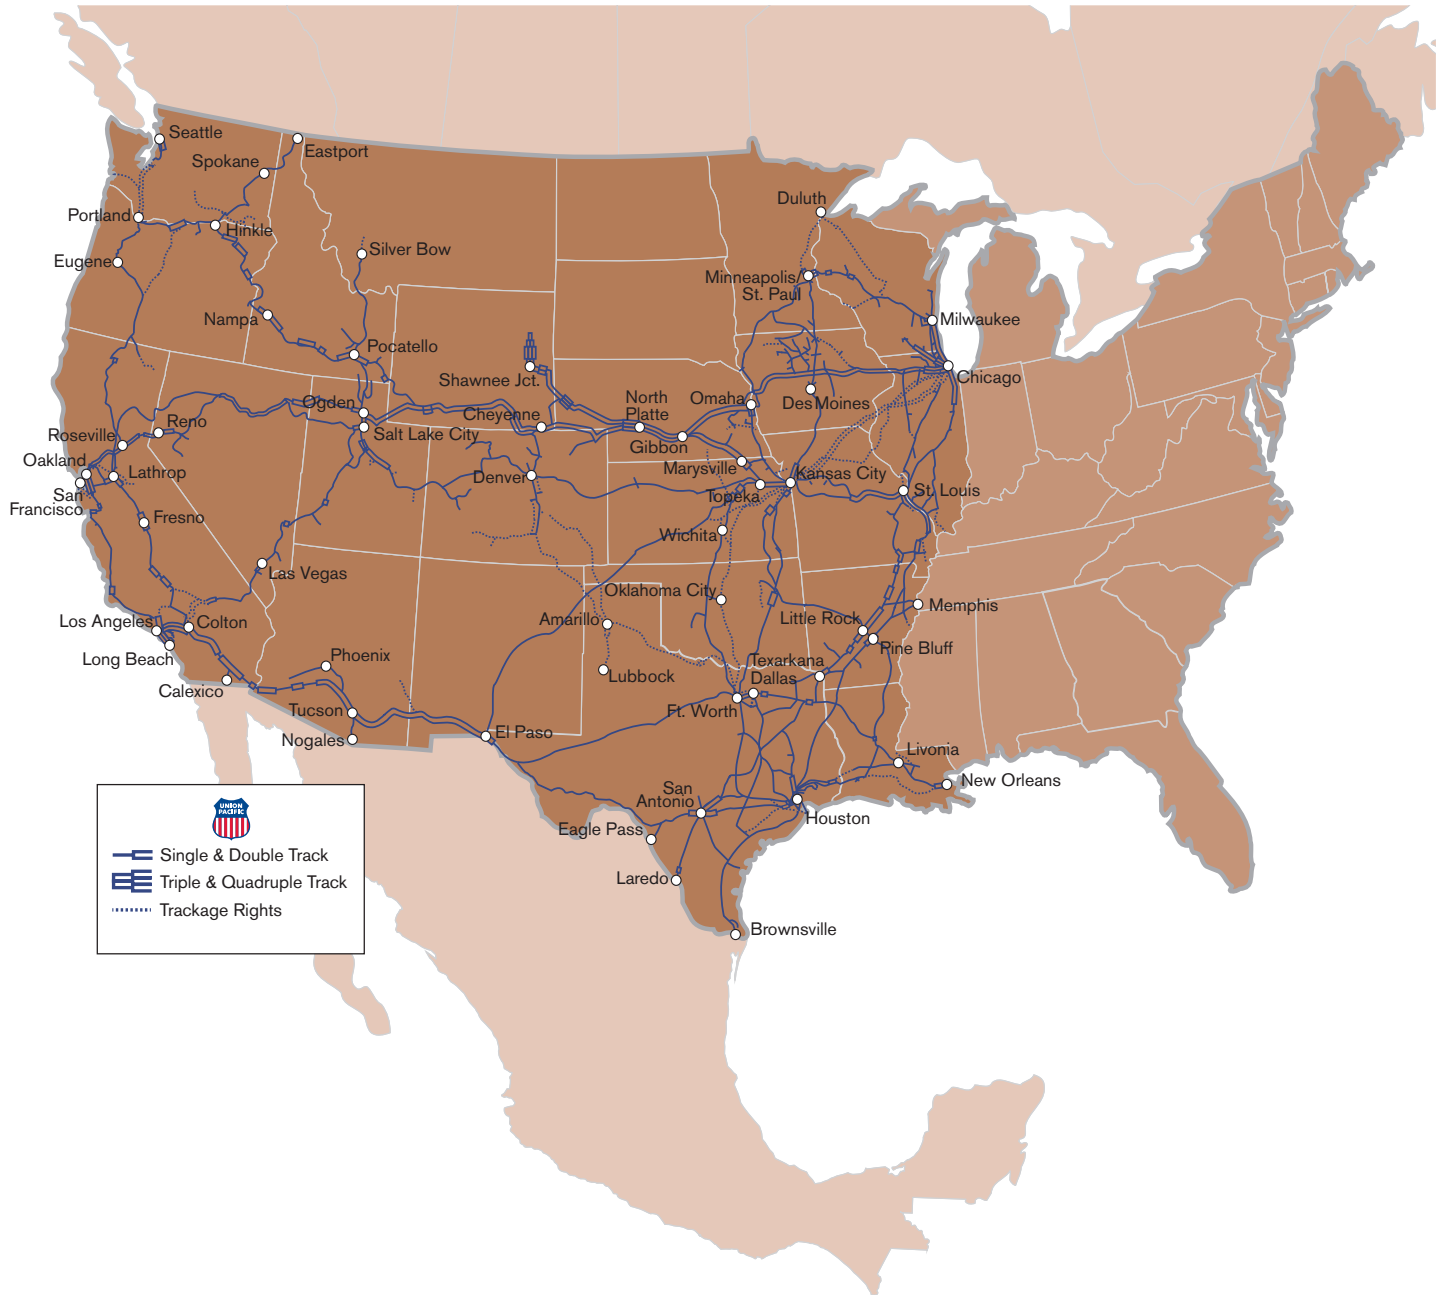 Seattle
Spokane
Eastport
Portland
Hinkle
Eugene
Silver Bow
Nampa
Pocatello
Duluth
Minneapolis/
St. Paul
Milwaukee
Chicago
Shawnee Jct.
North
Platte
Omaha
Des Moines
Ogden
Cheyenne
Gibbon
Reno
Roseville
Salt Lake City
Oakland
Lathrop
San
Francisco
Denver
Marysville
Kansas City
Topeka
St. Louis
Fresno
Wichita
Las Vegas
Oklahoma City
Memphis
Los Angeles
Colton
Amarillo
Little Rock
Pine Bluff
Long Beach
Phoenix
Lubbock
Texarkana
Dallas
Calexico
Tucson
Ft. Worth
El Paso
Nogales
Livonia
New Orleans
San
Antonio
Houston
Eagle Pass
Laredo
Brownsville
UNION
PACIFIC
Single & Double Track
Triple & Quadruple Track
Trackage Rights